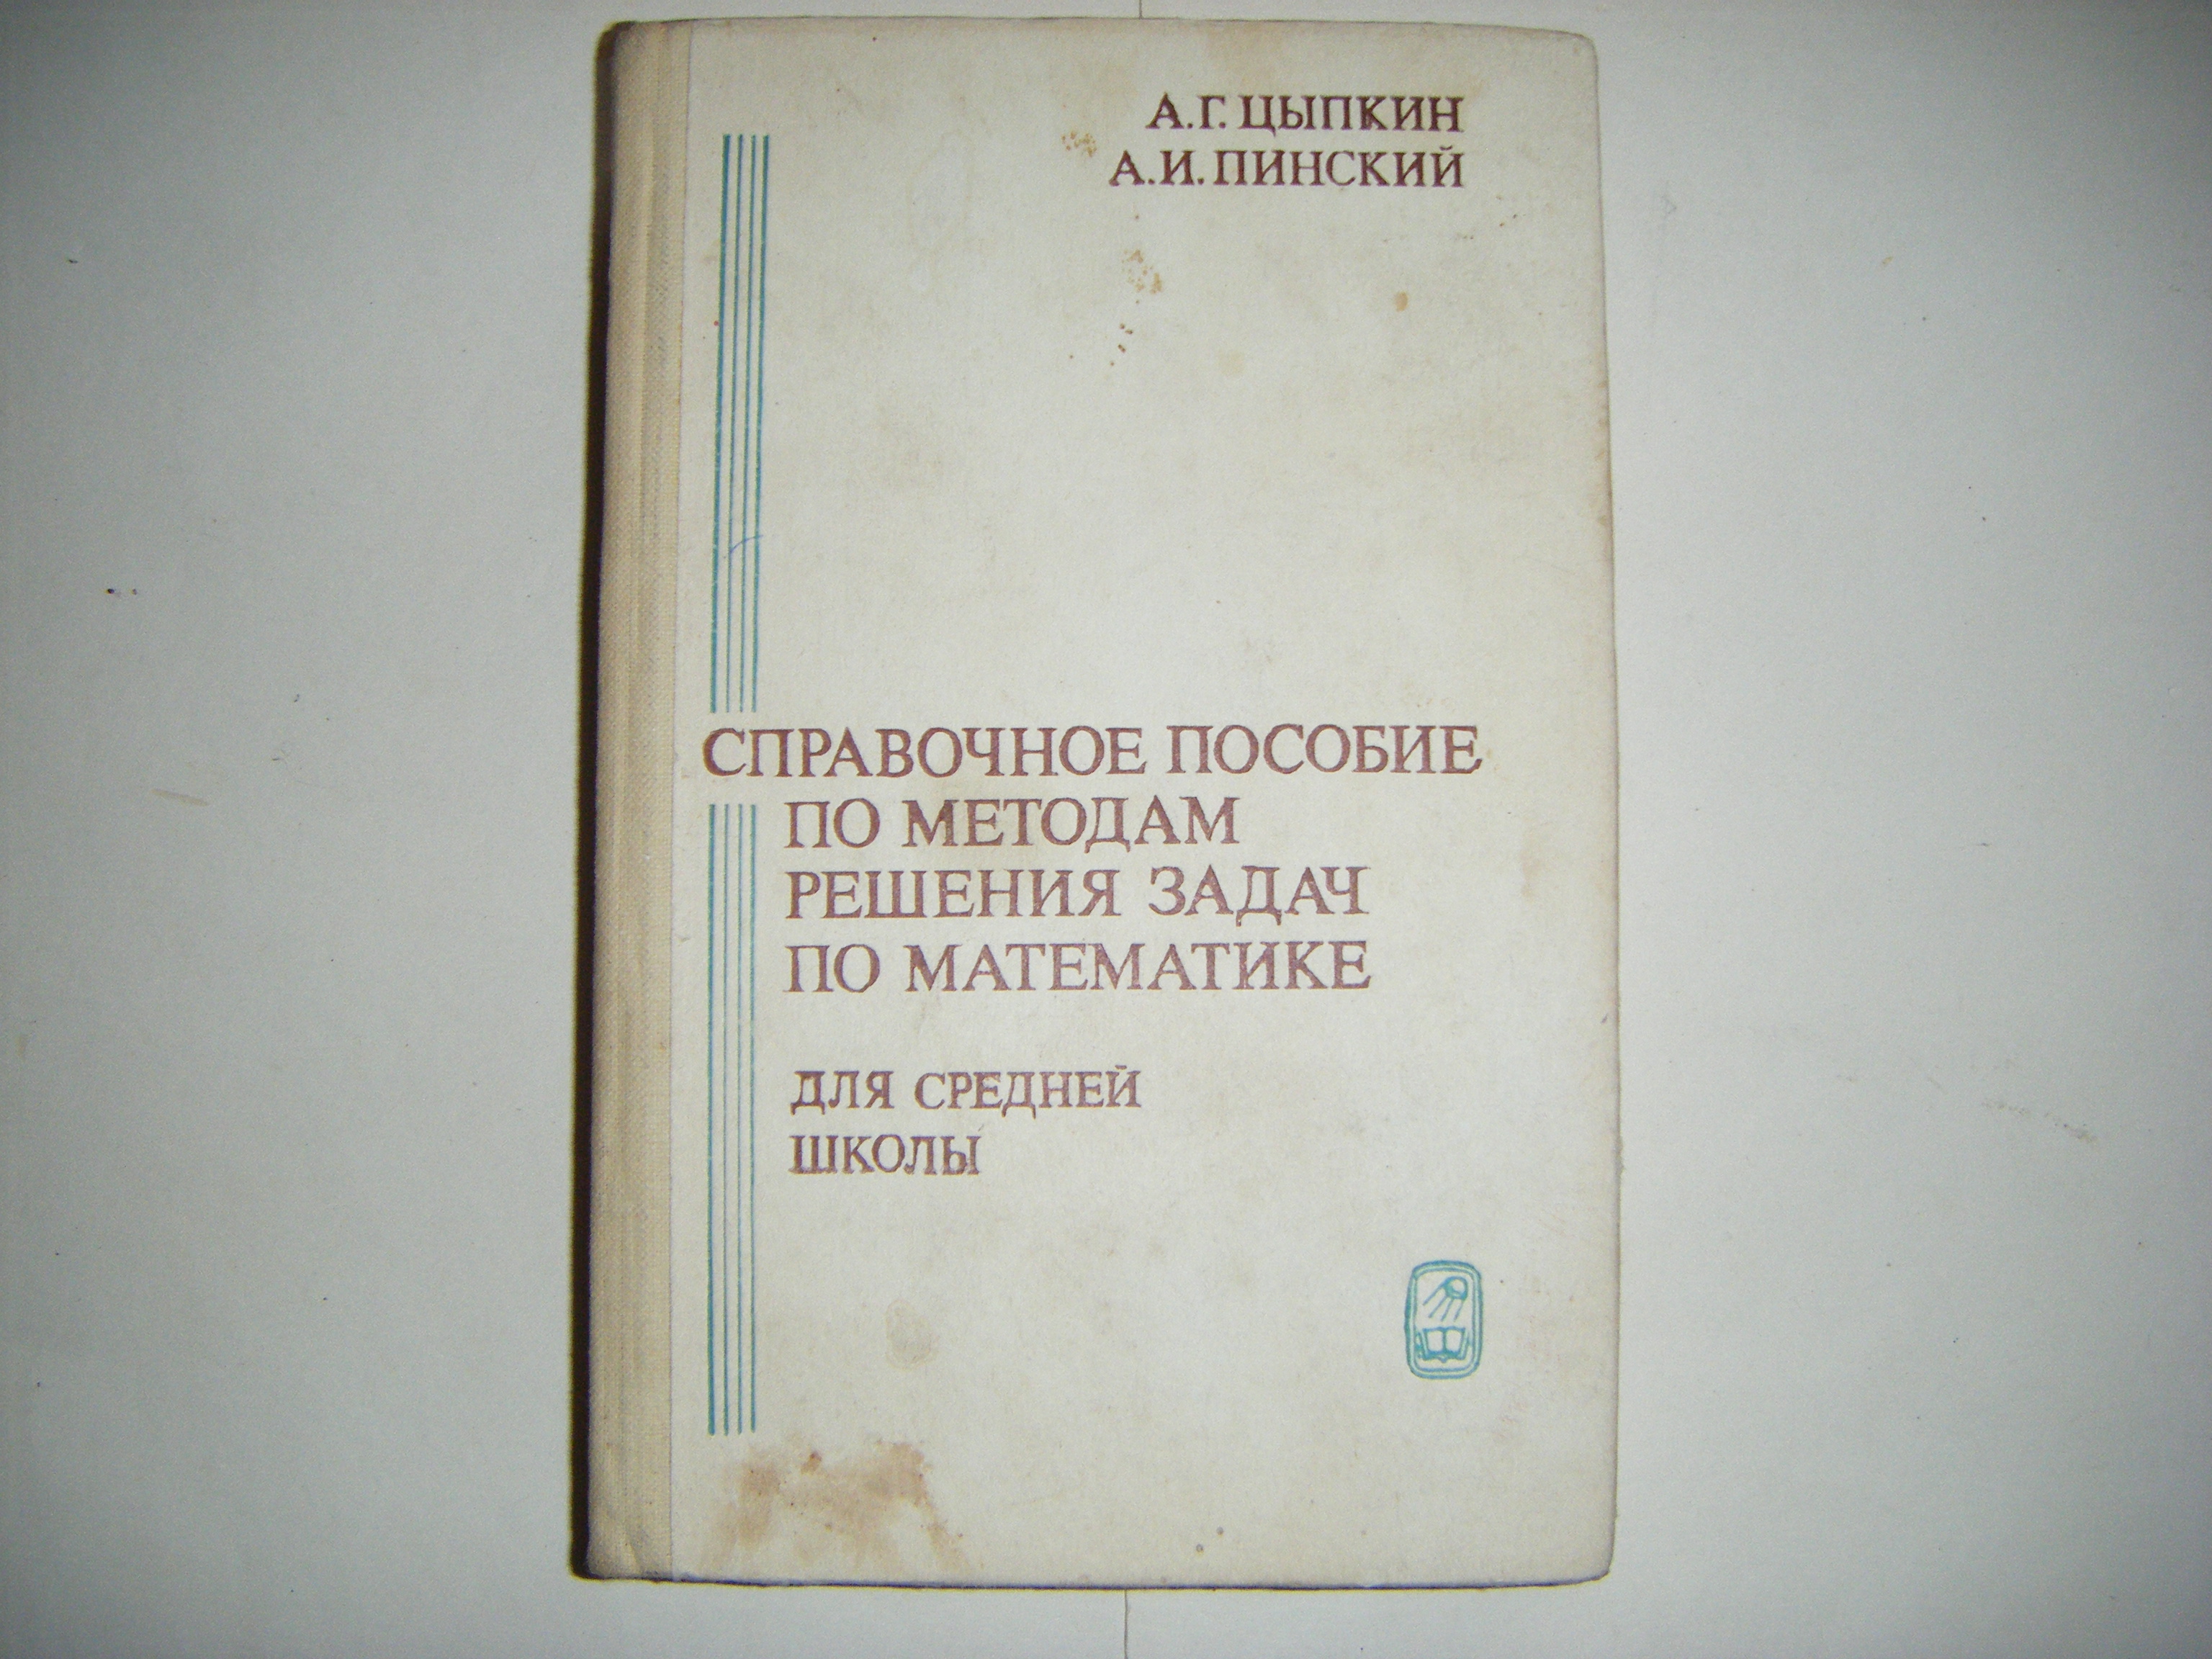 А.Г. ЦЫПКИН
А.И. ПИНСКИЙ
СПРАВОЧНОЕ ПОСОБИЕ
ПО МЕТОДАМ
РЕШЕНИЯ ЗАДАЧ
ПО МАТЕМАТИКЕ
ДЛЯ СРЕДНЕЙ
ШКОЛЫ